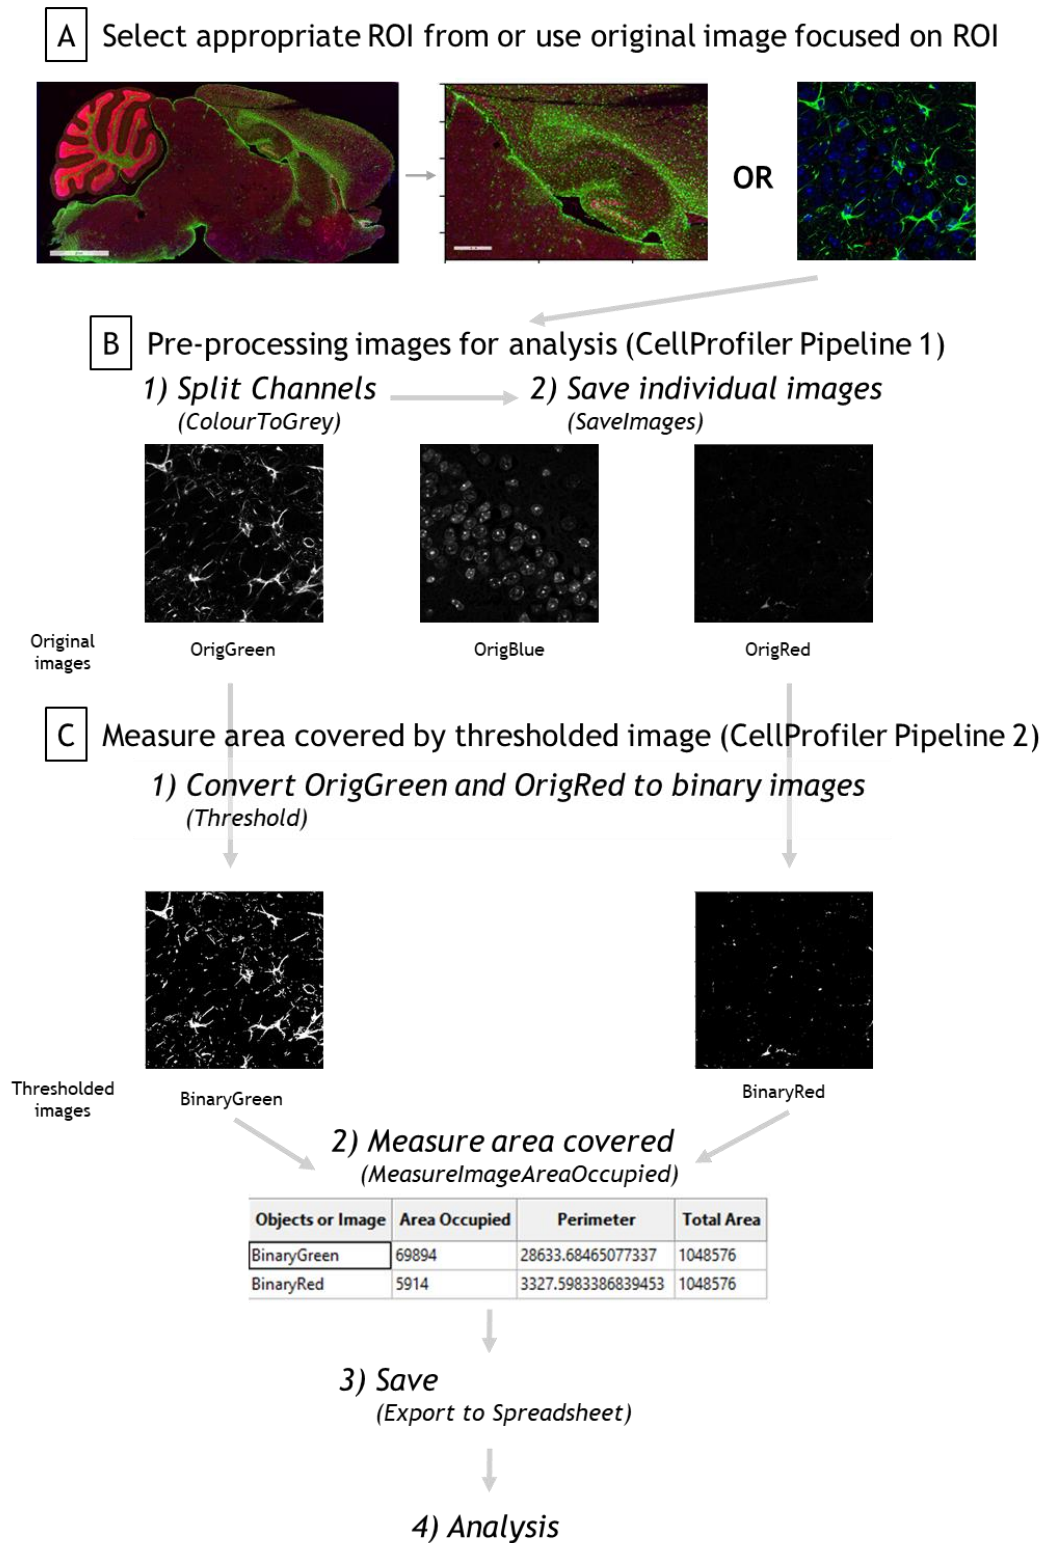 A Select appropriate ROI from or use original image focused on ROI
OR
B Pre-processing images for analysis (CellProfiler Pipeline 1)
1) Split Channels
(ColourToGrey)
2) Save individual images
(SaveImages)
Original
images
OrigGreen
OrigBlue
OrigRed
C Measure area covered by thresholded image (CellProfiler Pipeline 2)
1) Convert OrigGreen and OrigRed to binary images
(Threshold)
Thresholded
images
BinaryGreen
BinaryRed
2) Measure area covered
(MeasureImageAreaOccupied)
Objects or Image Area Occupied Perimeter Total Area
BinaryGreen 69894 28633.68465077337 1048576
BinaryRed 5914 3327.5983386839453 1048576
3) Save
(Export to Spreadsheet)
4) Analysis